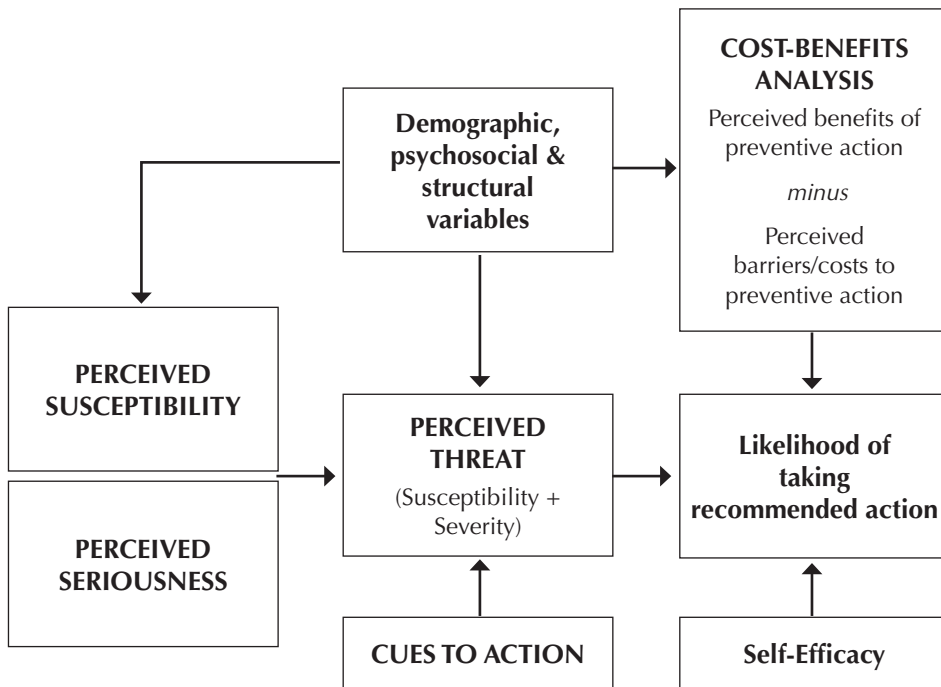 COST-BENEFITS
ANALYSIS
Perceived benefits of
preventive action
minus
Perceived
barriers/costs to
preventive action
Demographic,
psychosocial &
structural
variables
PERCEIVED
SUSCEPTIBILITY
PERCEIVED
SERIOUSNESS
PERCEIVED
THREAT
(Susceptibility +
Severity)
Likelihood of
taking
recommended action
CUES TO ACTION
Self-Efficacy